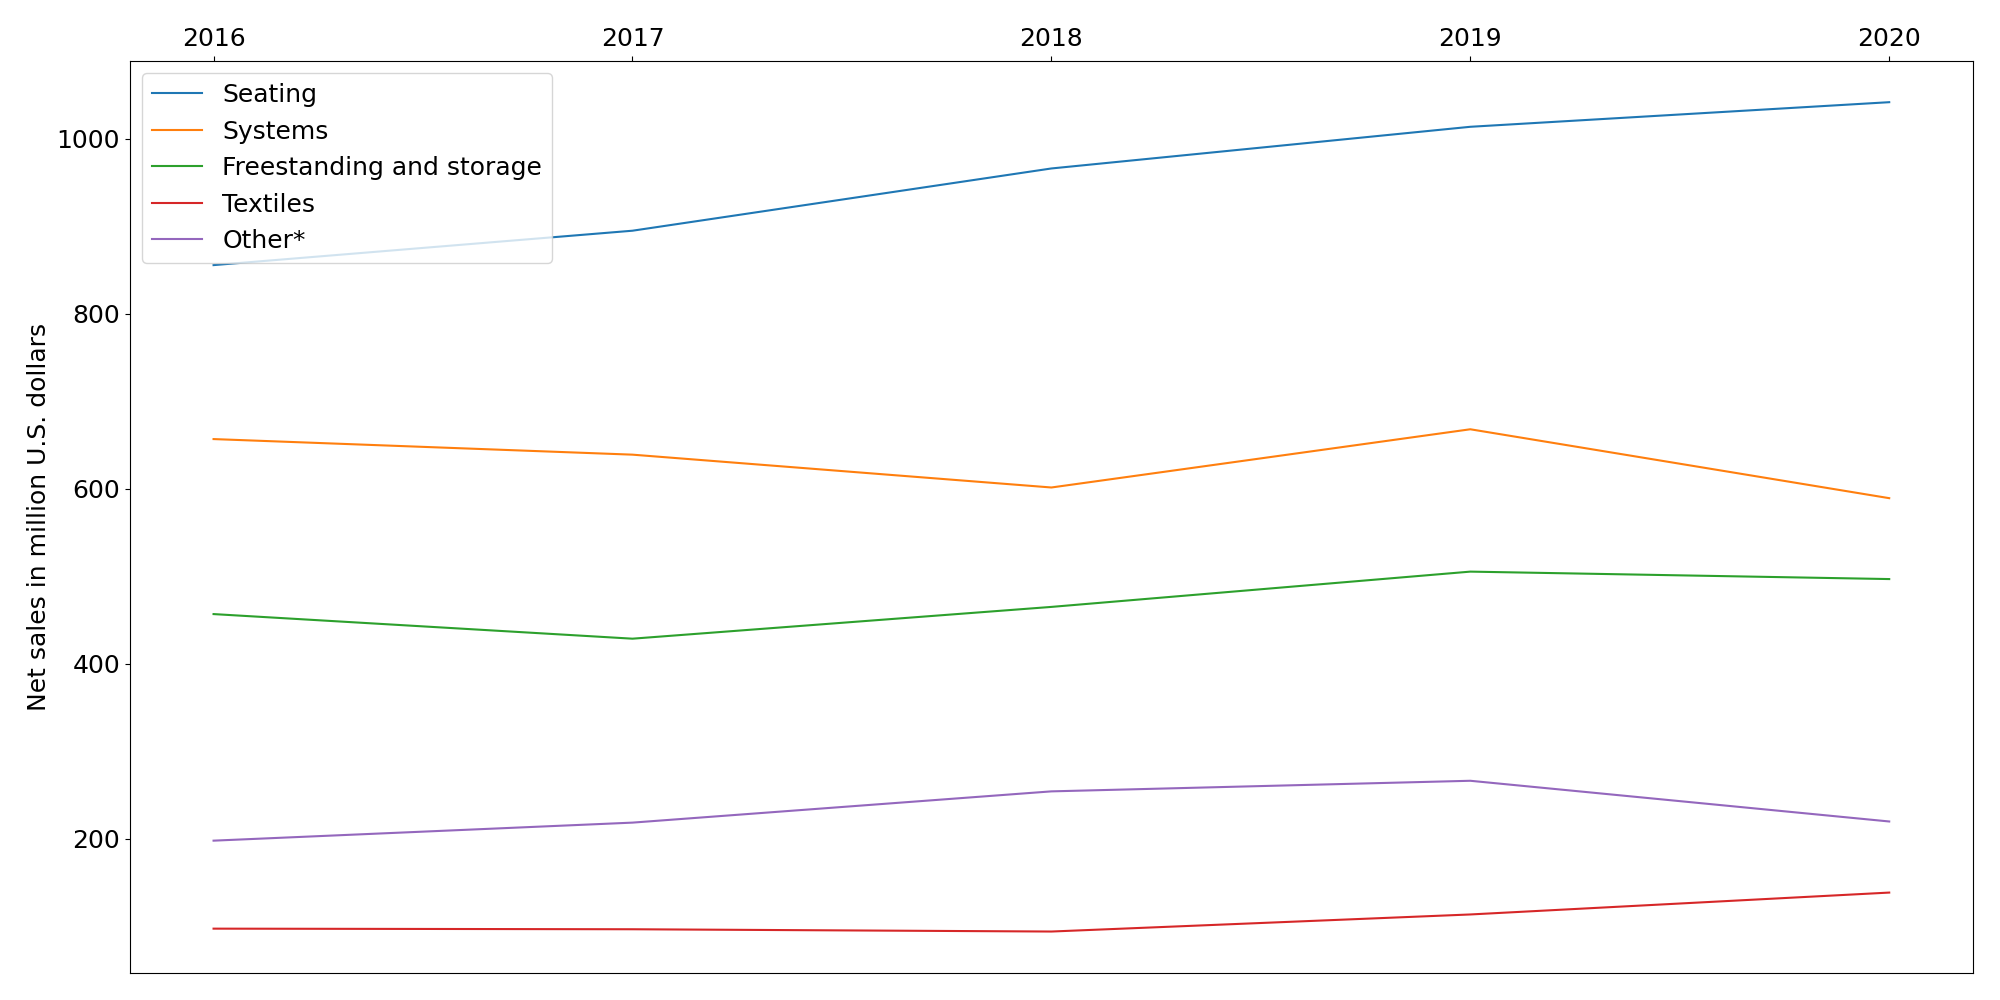 2016 2017 2018 2019 2020
Seating
Systems
Freestanding and storage
Textiles
Other*
1000
800
600
400
200
Net sales in million U.S. dollars